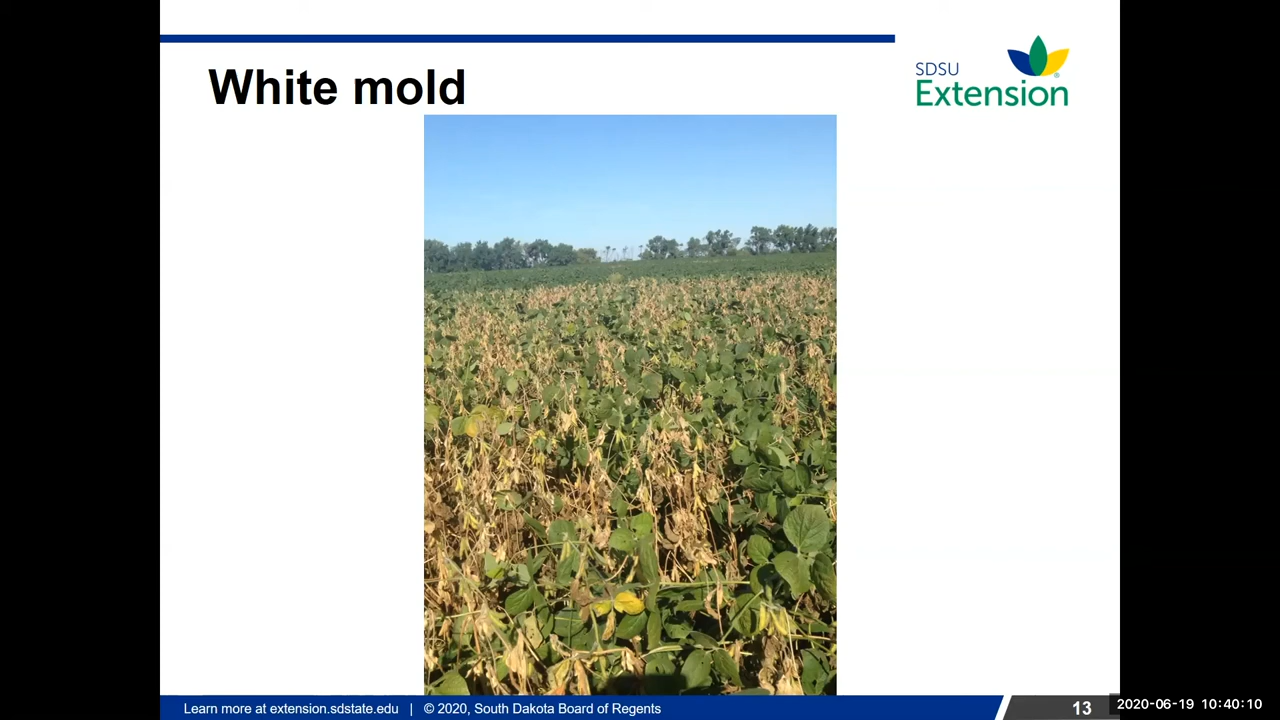 White mold
SDSU
Extension
®
Learn more at extension.sdstate.edu | © 2020, South Dakota Board of Regents
13
2020-06-19 10:40:10